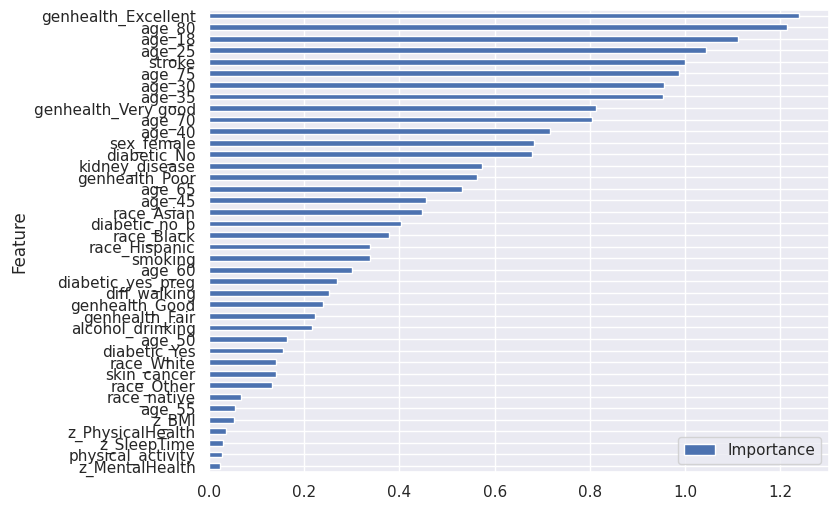 genhealth_Excellent
age_80
age_18
age_25
stroke
age_75
age_30
age_35
genhealth_Very good
age_70
age_40
sex_female
diabetic_No
kidney_disease
genhealth_Poor
age_65
age_45
race_Asian
diabetic_no_b
race_Black
race_Hispanic
smoking
age_60
diabetic_yes_preg
diff_walking
genhealth_Good
genhealth_Fair
alcohol_drinking
age_50
diabetic_Yes
race_White
skin_cancer
race_Other
race_native
age_55
z_BMI
z_PhysicalHealth
z_SleepTime
physical_activity
z_MentalHealth
Feature
Importance
0.0 0.2 0.4 0.6 0.8 1.0 1.2